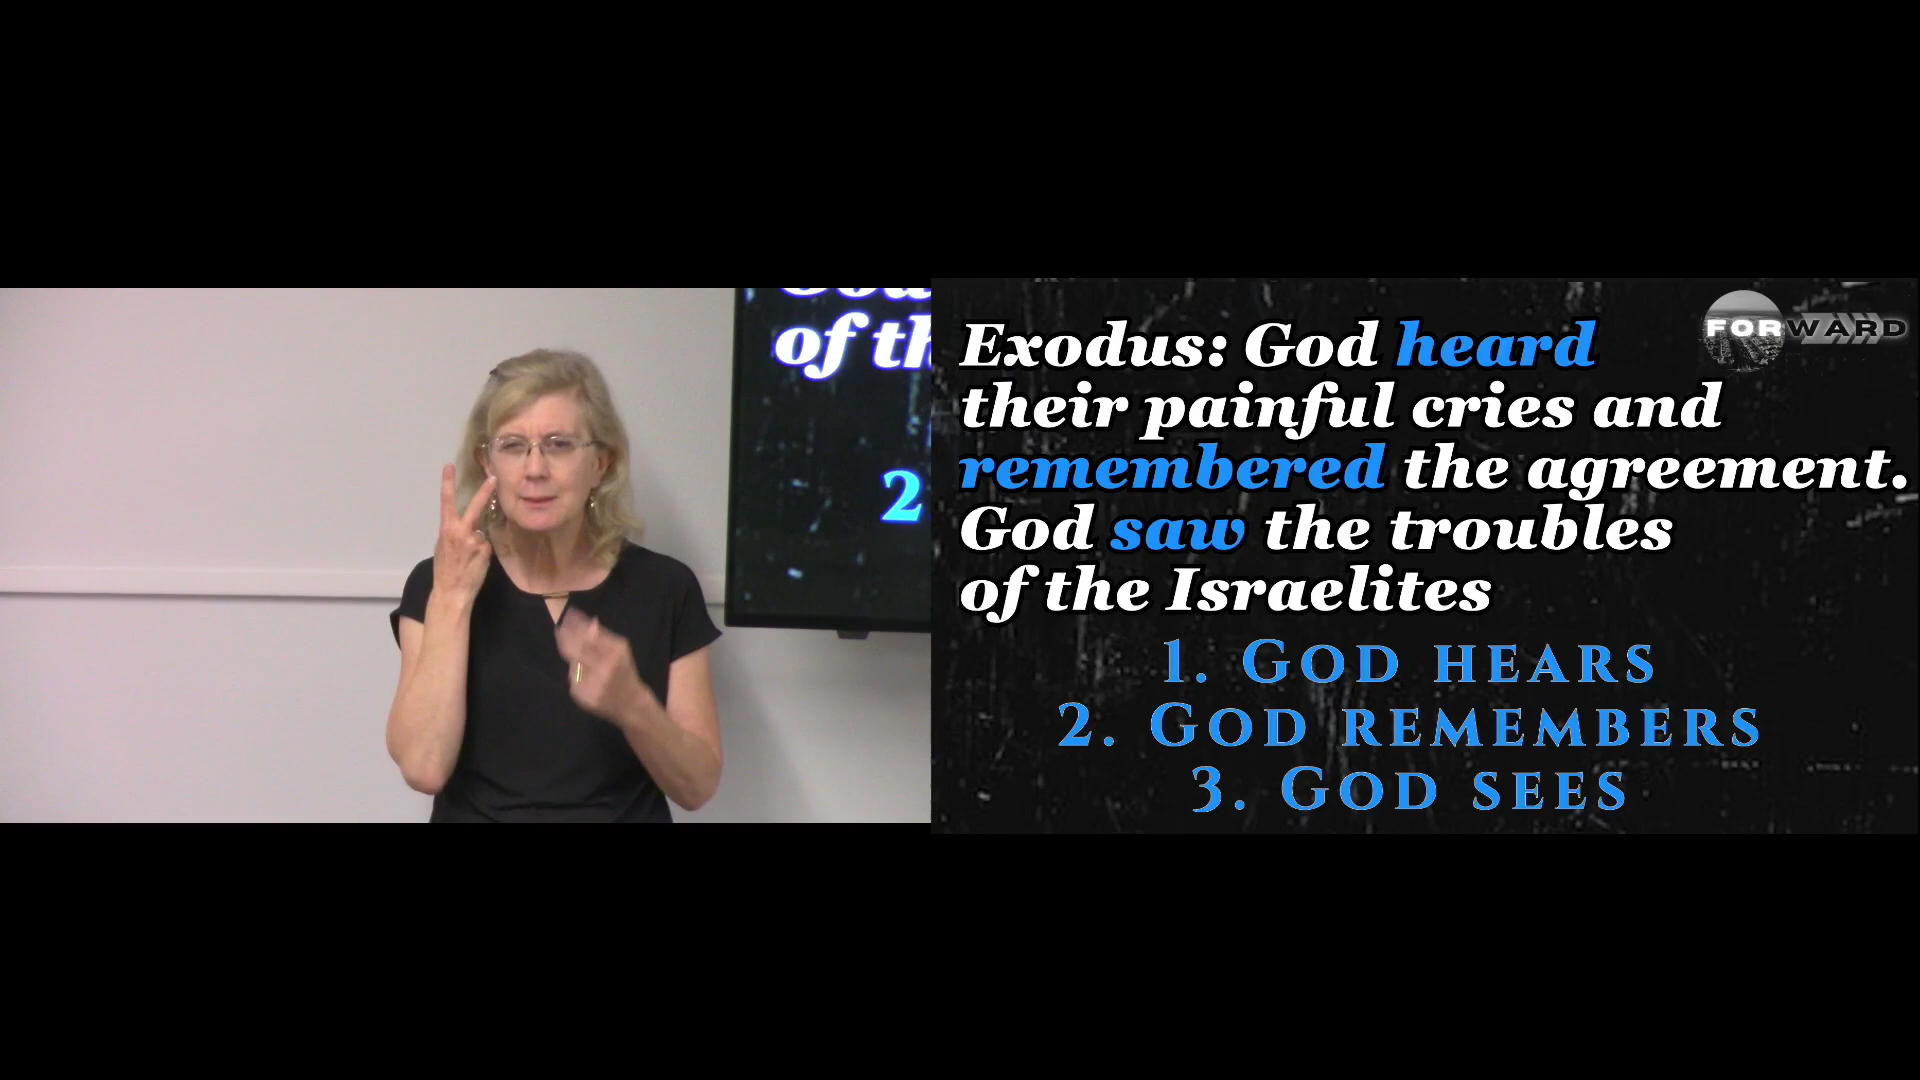 of th
2
FORWARD
Exodus: God heard
their painful cries and
remembered the agreement.
God saw the troubles
of the Israelites
1. God hears
2. God remembers
3. God sees